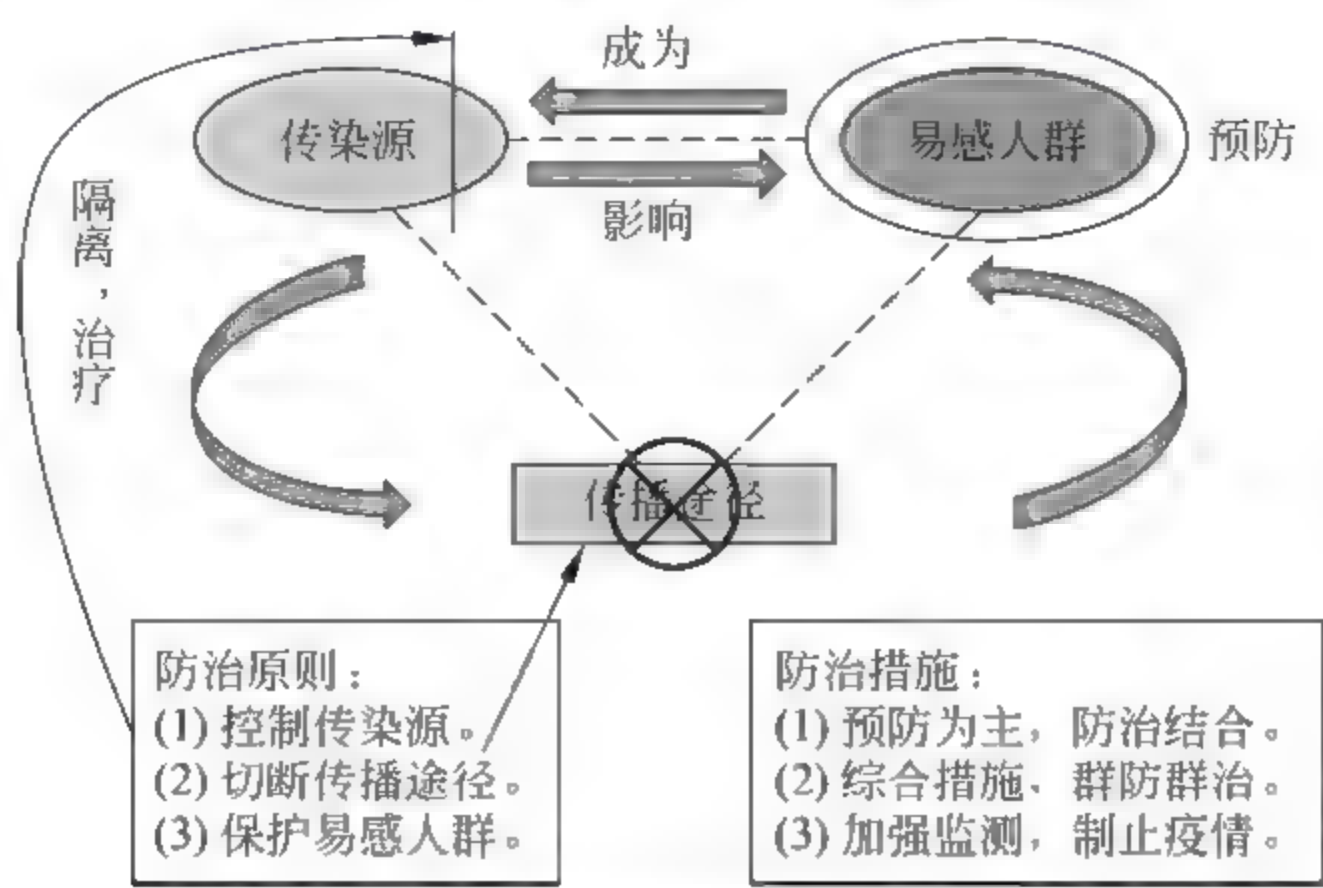 成为
传染源
易感人群
预防
影响
隔离，治疗
传播途径
防治原则：
(1) 控制传染源。
(2) 切断传播途径。
(3) 保护易感人群。
防治措施：
(1) 预防为主，防治结合。
(2) 综合措施，群防群治。
(3) 加强监测，制止疫情。